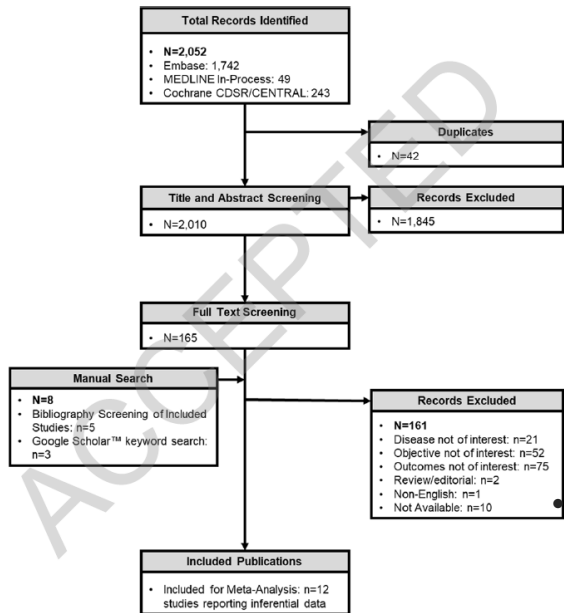 Total Records Identified
N=2,052
• Embase: 1,742
• MEDLINE In-Process: 49
• Cochrane CDSR/CENTRAL: 243
Duplicates
• N=42
Title and Abstract Screening
• N=2,010
Records Excluded
• N=1,845
Full Text Screening
• N=165
Manual Search
• N=8
• Bibliography Screening of Included
Studies: n=5
• Google Scholar™ keyword search:
n=3
Records Excluded
• N=161
• Disease not of interest: n=21
• Objective not of interest: n=52
• Outcomes not of interest: n=75
• Review/editorial: n=2
• Non-English: n=1
• Not Available: n=10
Included Publications
• Included for Meta-Analysis: n=12
studies reporting inferential data
ACCEPTED